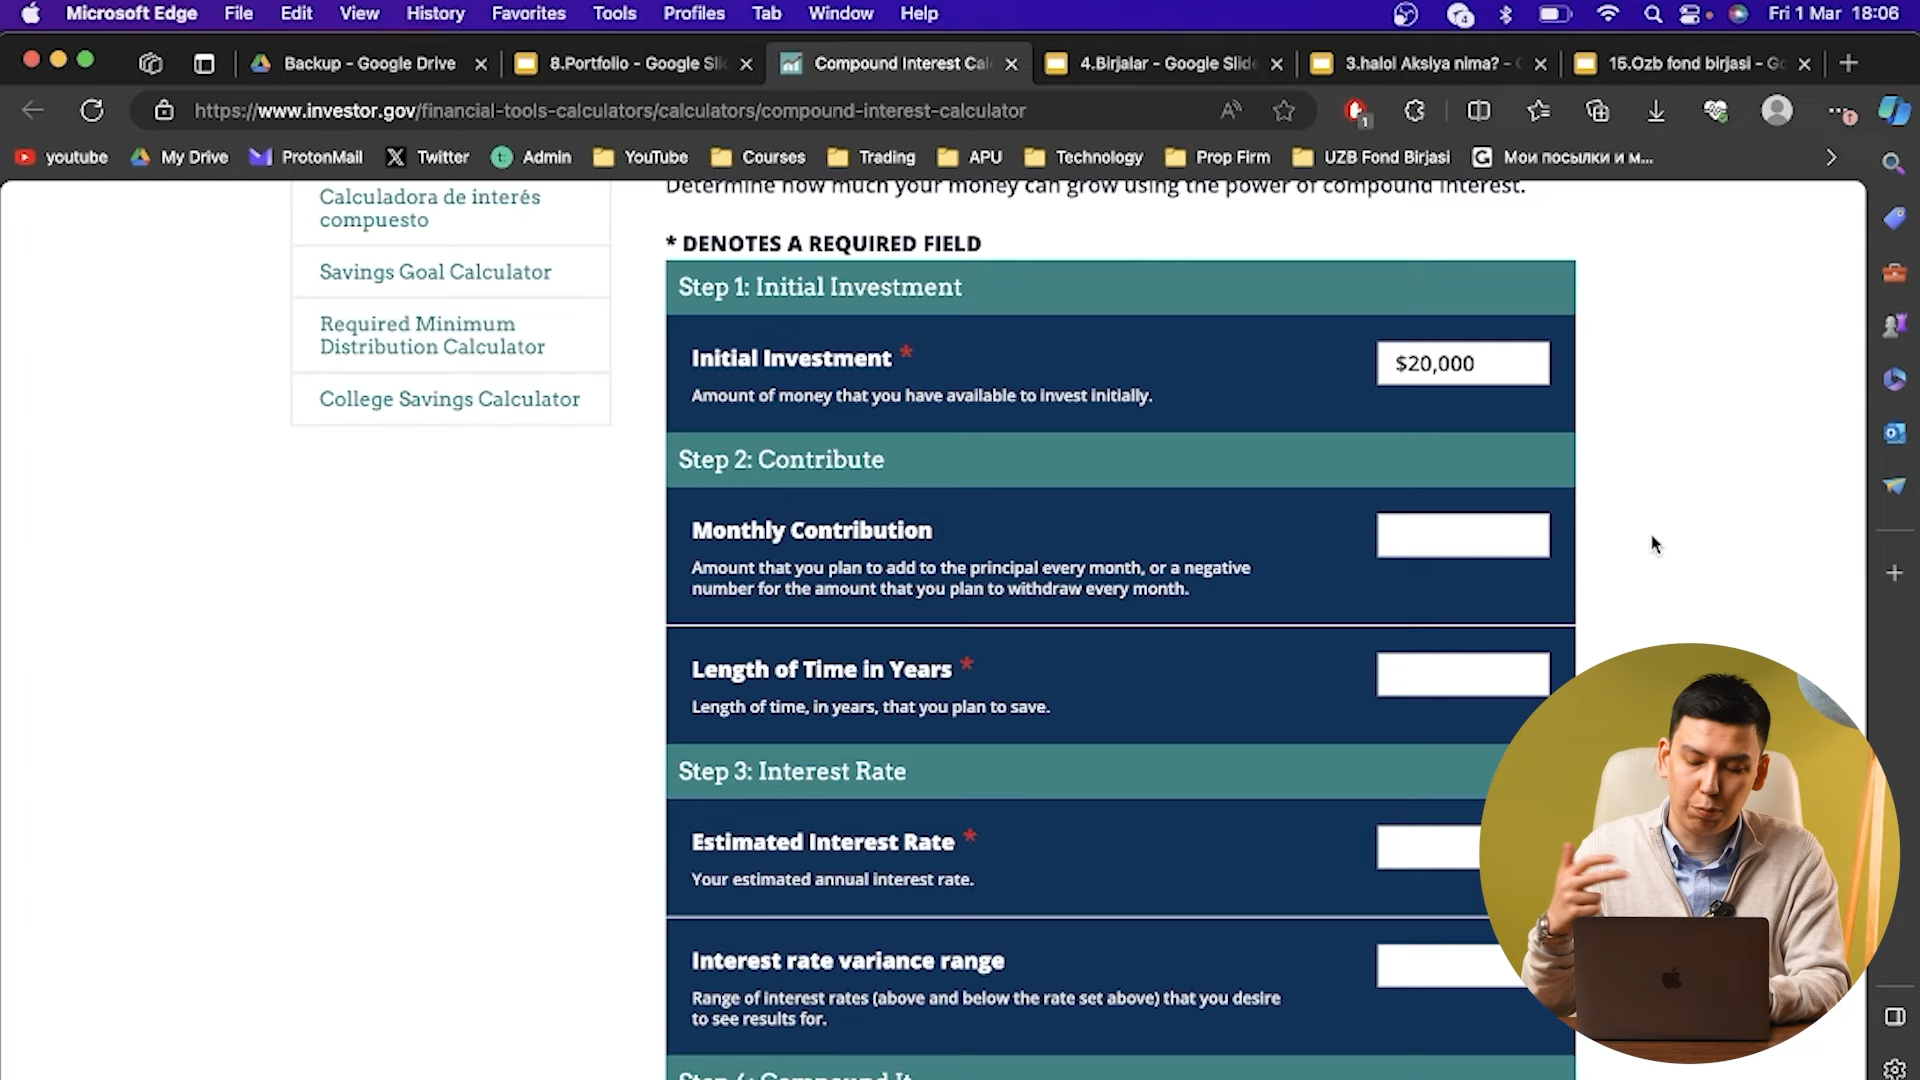 Microsoft Edge File Edit View History Favorites Tools Profiles Tab Window Help Fri 1 Mar 18:06
Backup - Google Drive 8.Portfolio - Google Sli Compound Interest Cal 4.Birjalar - Google Slide 3.halol Aksiya nima? - 15.Ozb fond birjasi - Go
https://www.investor.gov/financial-tools-calculators/calculators/compound-interest-calculator
youtube My Drive ProtonMail Twitter Admin YouTube Courses Trading APU Technology Prop Firm UZB Fond Birjasi Мои посылки и м...
Calculadora de interés
compuesto
Savings Goal Calculator
Required Minimum
Distribution Calculator
College Savings Calculator
Determine how much your money can grow using the power of compound interest.
* DENOTES A REQUIRED FIELD
Step 1: Initial Investment
Initial Investment *
$20,000
Amount of money that you have available to invest initially.
Step 2: Contribute
Monthly Contribution
Amount that you plan to add to the principal every month, or a negative
number for the amount that you plan to withdraw every month.
Length of Time in Years *
Length of time, in years, that you plan to save.
Step 3: Interest Rate
Estimated Interest Rate *
Your estimated annual interest rate.
Interest rate variance range
Range of interest rates (above and below the rate set above) that you desire
to see results for.
Step 4: Compound It